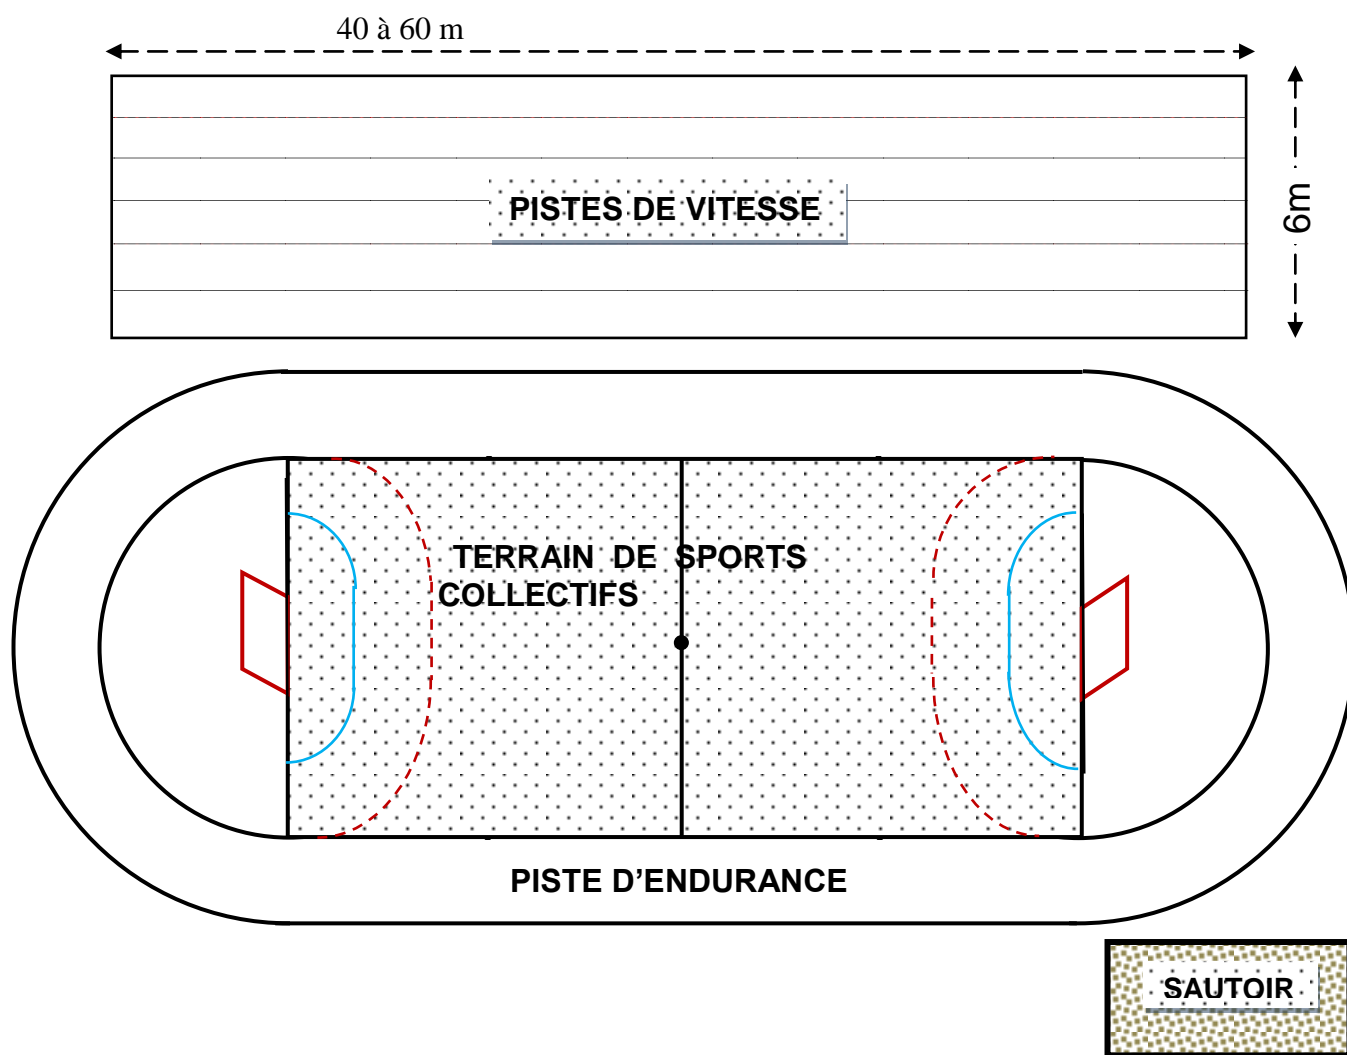 40 à 60 m
PISTES DE VITESSE
6m
TERRAIN DE SPORTS
COLLECTIFS
PISTE D’ENDURANCE
SAUTOIR